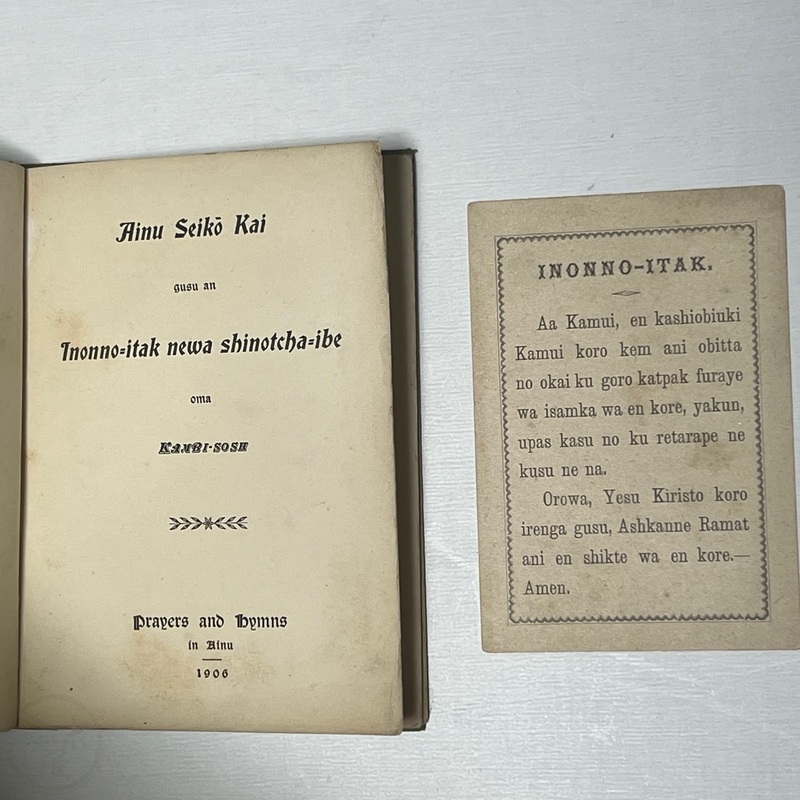 Ainu Seikō Kai
gusu an
Inonno=itak newa shinotcha=ibe
oma
KAMBI-SOSH
Prayers and Hymns
in Ainu
1906
INONNO-ITAK.
Aa Kamui, en kashiobiuki
Kamui koro kem ani obitta
no okai ku goro katpak furaye
wa isamka wa en kore, yakun,
upas kasu no ku retarape ne
kusu ne na.
Orowa, Yesu Kiristo koro
irenga gusu, Ashkanne Ramat
ani en shikte wa en kore.—
Amen.